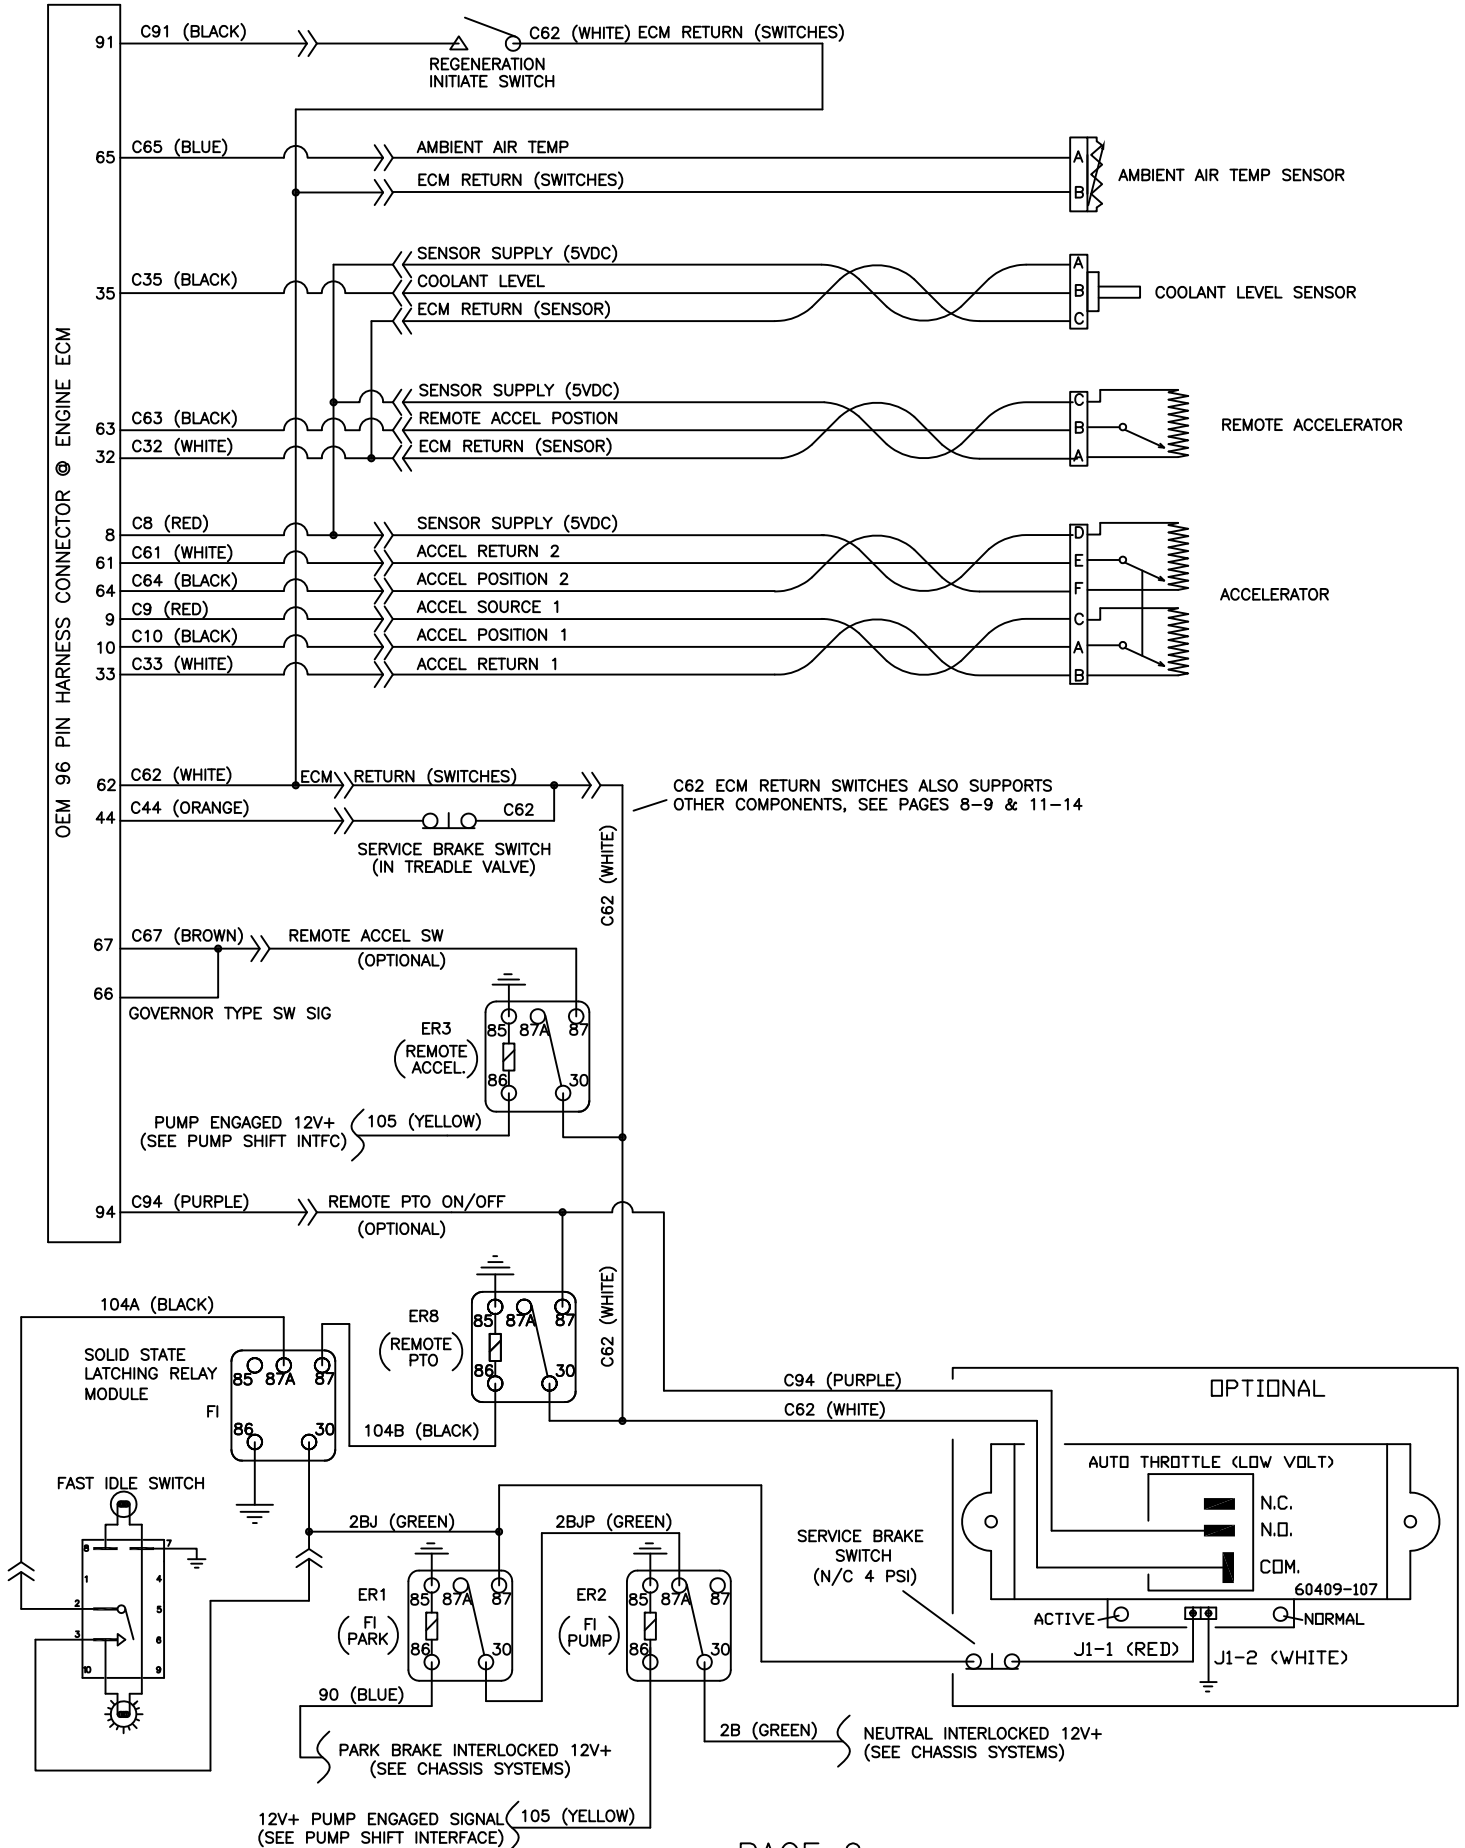 91
C91 (BLACK)
C62 (WHITE) ECM RETURN (SWITCHES)
REGENERATION
INITIATE SWITCH
65
C65 (BLUE)
AMBIENT AIR TEMP
A
ECM RETURN (SWITCHES)
B
AMBIENT AIR TEMP SENSOR
SENSOR SUPPLY (5VDC)
A
35
C35 (BLACK)
COOLANT LEVEL
B
COOLANT LEVEL SENSOR
ECM RETURN (SENSOR)
C
OEM 96 PIN HARNESS CONNECTOR @ ENGINE ECM
SENSOR SUPPLY (5VDC)
C
63
C63 (BLACK)
REMOTE ACCEL POSTION
B
REMOTE ACCELERATOR
32
C32 (WHITE)
ECM RETURN (SENSOR)
A
8
C8 (RED)
SENSOR SUPPLY (5VDC)
D
61
C61 (WHITE)
ACCEL RETURN 2
E
64
C64 (BLACK)
ACCEL POSITION 2
F
ACCELERATOR
9
C9 (RED)
ACCEL SOURCE 1
C
10
C10 (BLACK)
ACCEL POSITION 1
A
33
C33 (WHITE)
ACCEL RETURN 1
B
62
C62 (WHITE)
ECM RETURN (SWITCHES)
C62 ECM RETURN SWITCHES ALSO SUPPORTS
OTHER COMPONENTS, SEE PAGES 8-9 & 11-14
44
C44 (ORANGE)
C62
SERVICE BRAKE SWITCH
(IN TREADLE VALVE)
C62 (WHITE)
67
C67 (BROWN)
REMOTE ACCEL SW
(OPTIONAL)
66
GOVERNOR TYPE SW SIG
ER3
(REMOTE
ACCEL.)
85
87A
87
86
30
PUMP ENGAGED 12V+
(SEE PUMP SHIFT INTFC)
105 (YELLOW)
94
C94 (PURPLE)
REMOTE PTO ON/OFF
(OPTIONAL)
C62 (WHITE)
104A (BLACK)
ER8
(REMOTE
PTO)
85
87A
87
86
30
SOLID STATE
LATCHING RELAY
MODULE
FI
85
87A
87
86
30
104B (BLACK)
C94 (PURPLE)
C62 (WHITE)
OPTIONAL
AUTO THROTTLE (LOW VOLT)
N.C.
N.O.
COM.
60409-107
ACTIVE
NORMAL
J1-1 (RED)
J1-2 (WHITE)
FAST IDLE SWITCH
8
7
1
4
2
5
3
6
10
9
2BJ (GREEN)
2BJP (GREEN)
SERVICE BRAKE
SWITCH
(N/C 4 PSI)
ER1
(FI
PARK)
85
87A
87
86
30
ER2
(FI
PUMP)
85
87A
87
86
30
90 (BLUE)
PARK BRAKE INTERLOCKED 12V+
(SEE CHASSIS SYSTEMS)
2B (GREEN)
NEUTRAL INTERLOCKED 12V+
(SEE CHASSIS SYSTEMS)
12V+ PUMP ENGAGED SIGNAL
(SEE PUMP SHIFT INTERFACE)
105 (YELLOW)